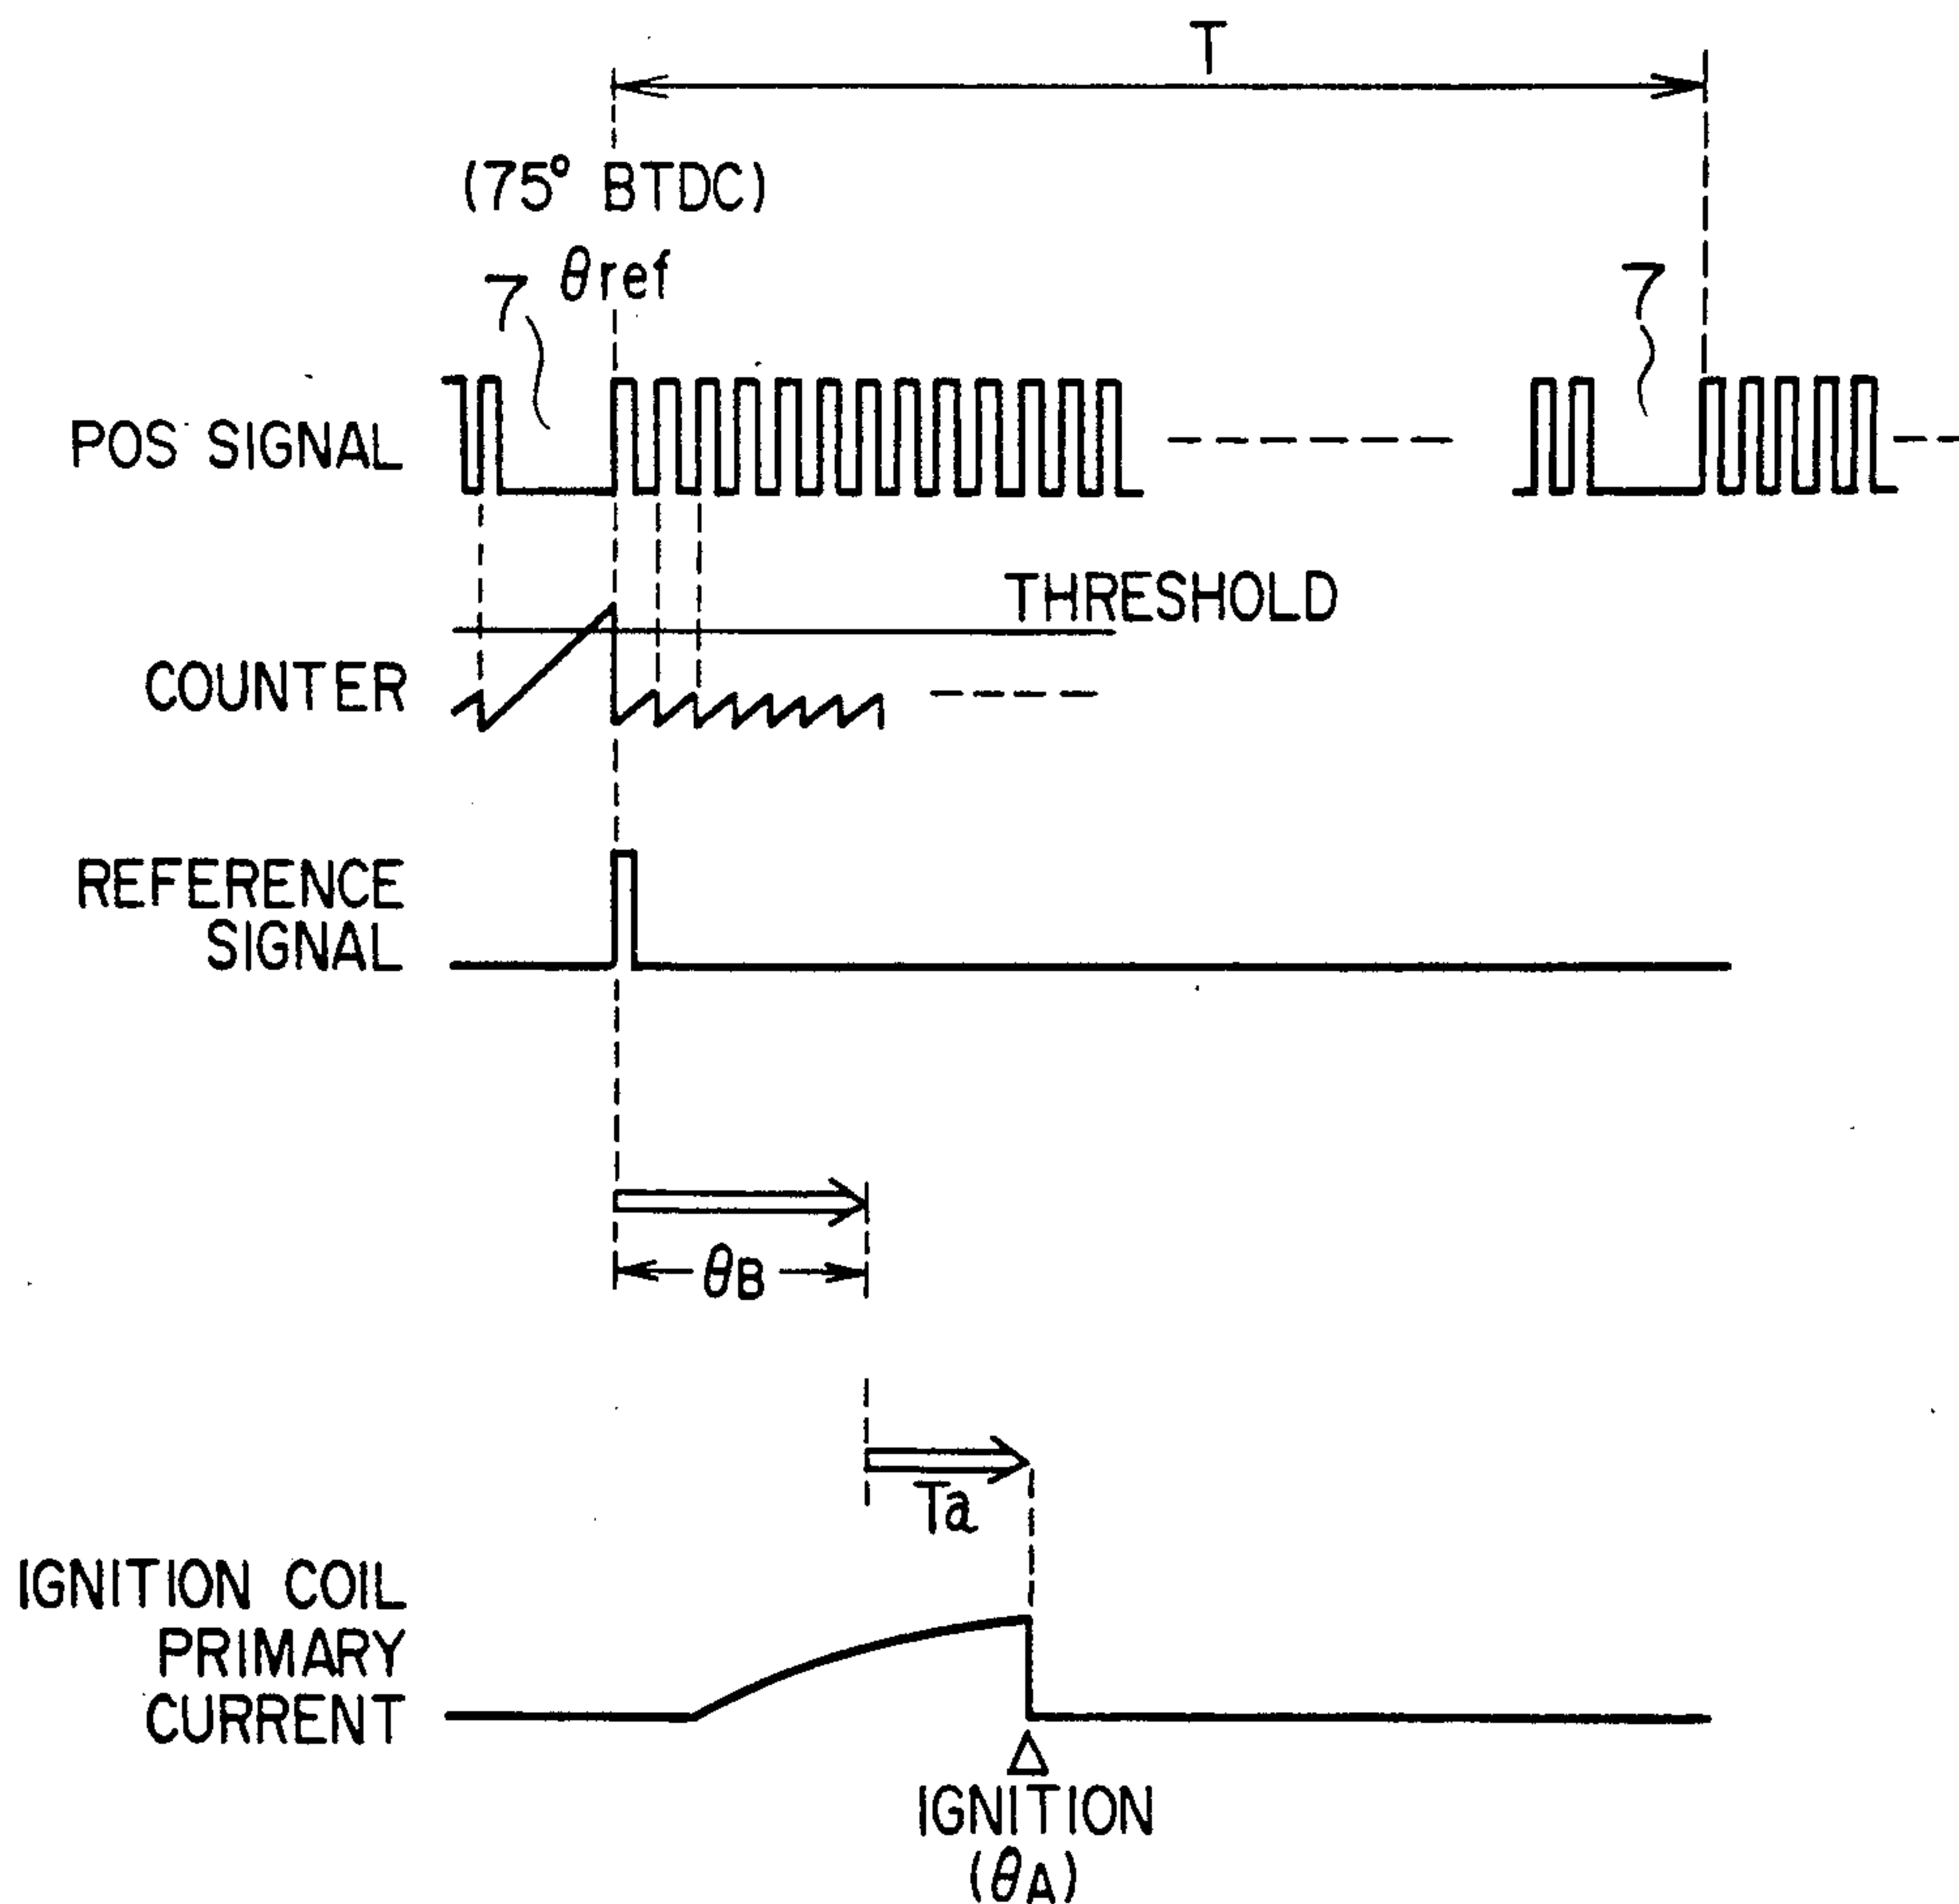 T
(75° BTDC)
θref
7
7
POS SIGNAL
THRESHOLD
COUNTER
REFERENCE
SIGNAL
θB
Ta
IGNITION COIL
PRIMARY
CURRENT
IGNITION
(θA)